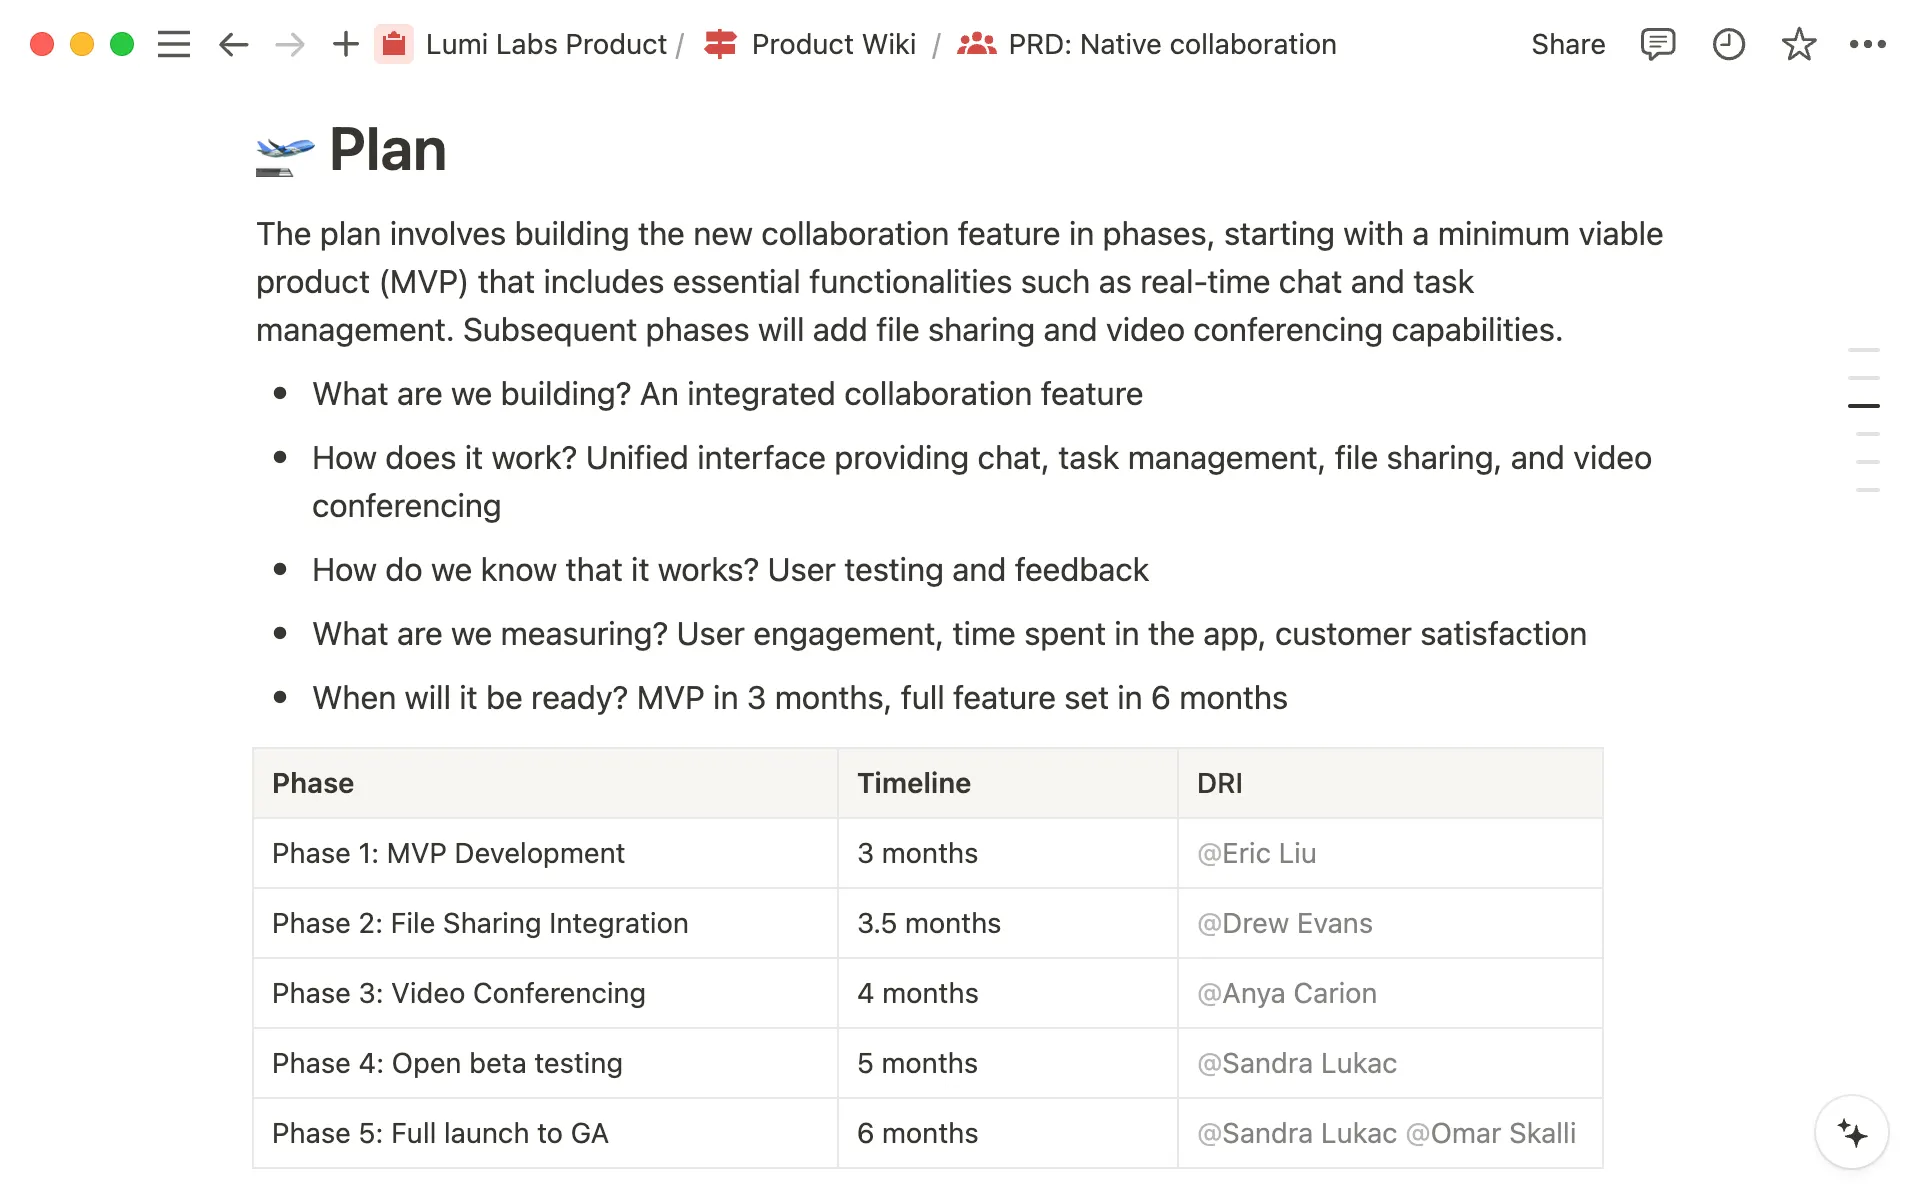 Lumi Labs Product / Product Wiki / PRD: Native collaboration Share
Plan
The plan involves building the new collaboration feature in phases, starting with a minimum viable
product (MVP) that includes essential functionalities such as real-time chat and task
management. Subsequent phases will add file sharing and video conferencing capabilities.
• What are we building? An integrated collaboration feature
• How does it work? Unified interface providing chat, task management, file sharing, and video
conferencing
• How do we know that it works? User testing and feedback
• What are we measuring? User engagement, time spent in the app, customer satisfaction
• When will it be ready? MVP in 3 months, full feature set in 6 months
Phase Timeline DRI
Phase 1: MVP Development 3 months @Eric Liu
Phase 2: File Sharing Integration 3.5 months @Drew Evans
Phase 3: Video Conferencing 4 months @Anya Carion
Phase 4: Open beta testing 5 months @Sandra Lukac
Phase 5: Full launch to GA 6 months @Sandra Lukac @Omar Skalli